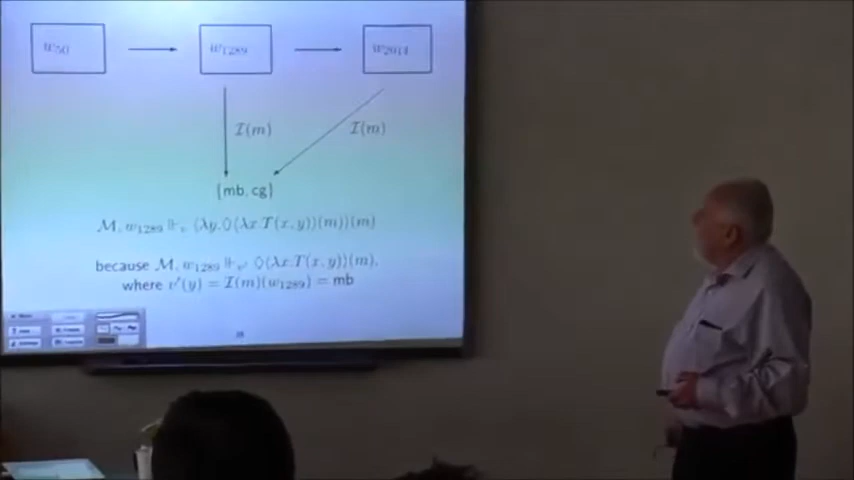 w₅₀ w₁₂₈₉ w₂₀₁₄
I(m) I(m)
{mb, cg}
M, w₁₂₈₉ ⊩ᵥ ⟨λy.◊⟨λx.T(x, y)⟩(m)⟩(m)
because M, w₁₂₈₉ ⊩ᵥ′ ◊⟨λx.T(x, y)⟩(m),
where v′(y) = I(m)(w₁₂₈₉) = mb